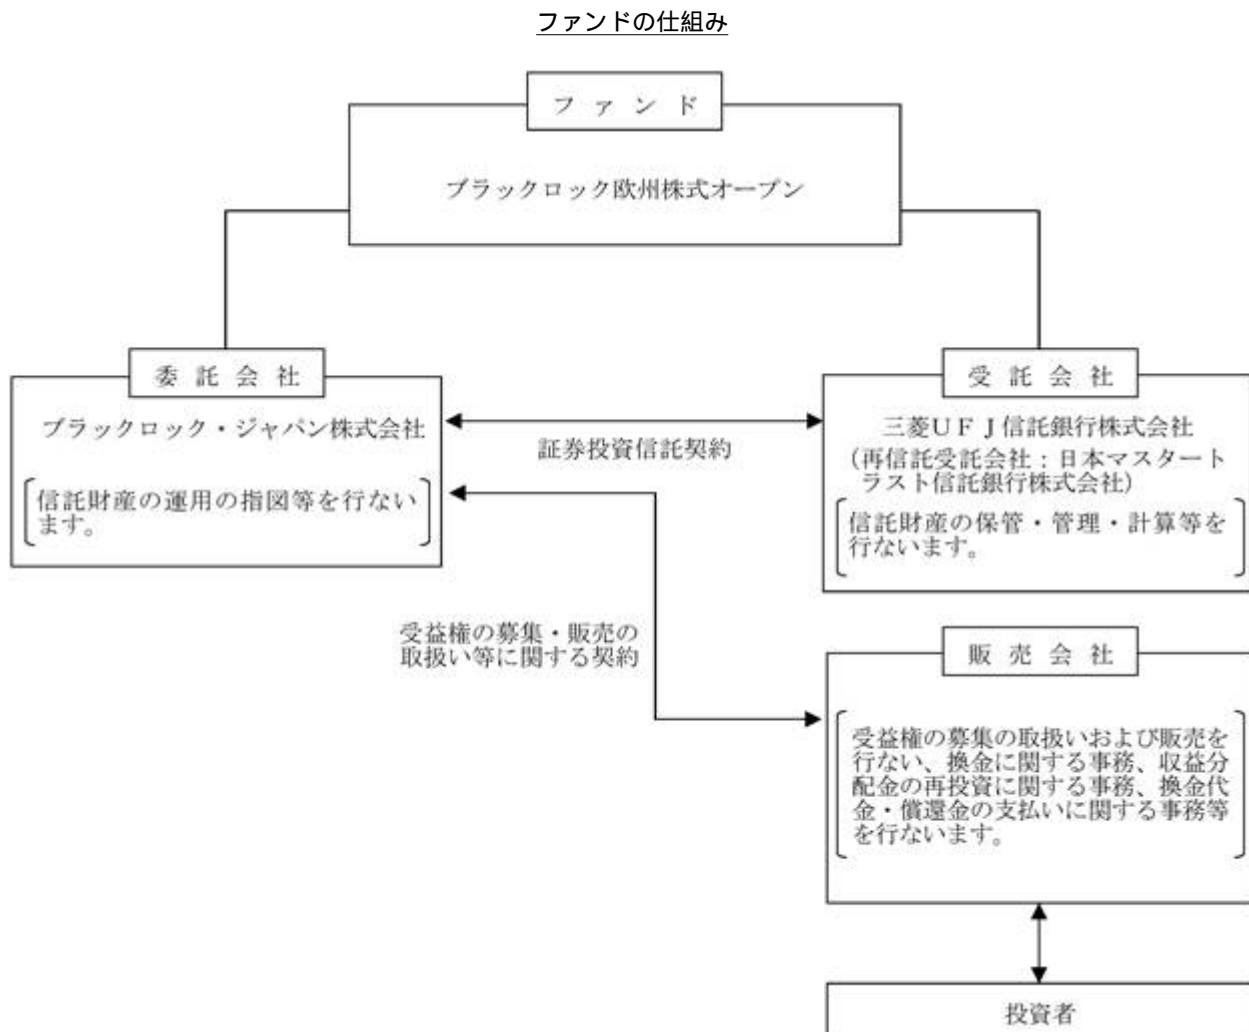 ファンドの仕組み
ファンド
ブラックロック欧州株式オープン
委託会社
ブラックロック・ジャパン株式会社
信託財産の運用の指図等を行ない
ます。
証券投資信託契約
受託会社
三菱UFJ信託銀行株式会社
(再信託受託会社:日本マスタート
ラスト信託銀行株式会社)
信託財産の保管・管理・計算等を
行ないます。
受益権の募集・販売の
取扱い等に関する契約
販売会社
受益権の募集の取扱いおよび販売を
行ない、換金に関する事務、収益分
配金の再投資に関する事務、換金代
金・償還金の支払いに関する事務等
を行ないます。
投資者